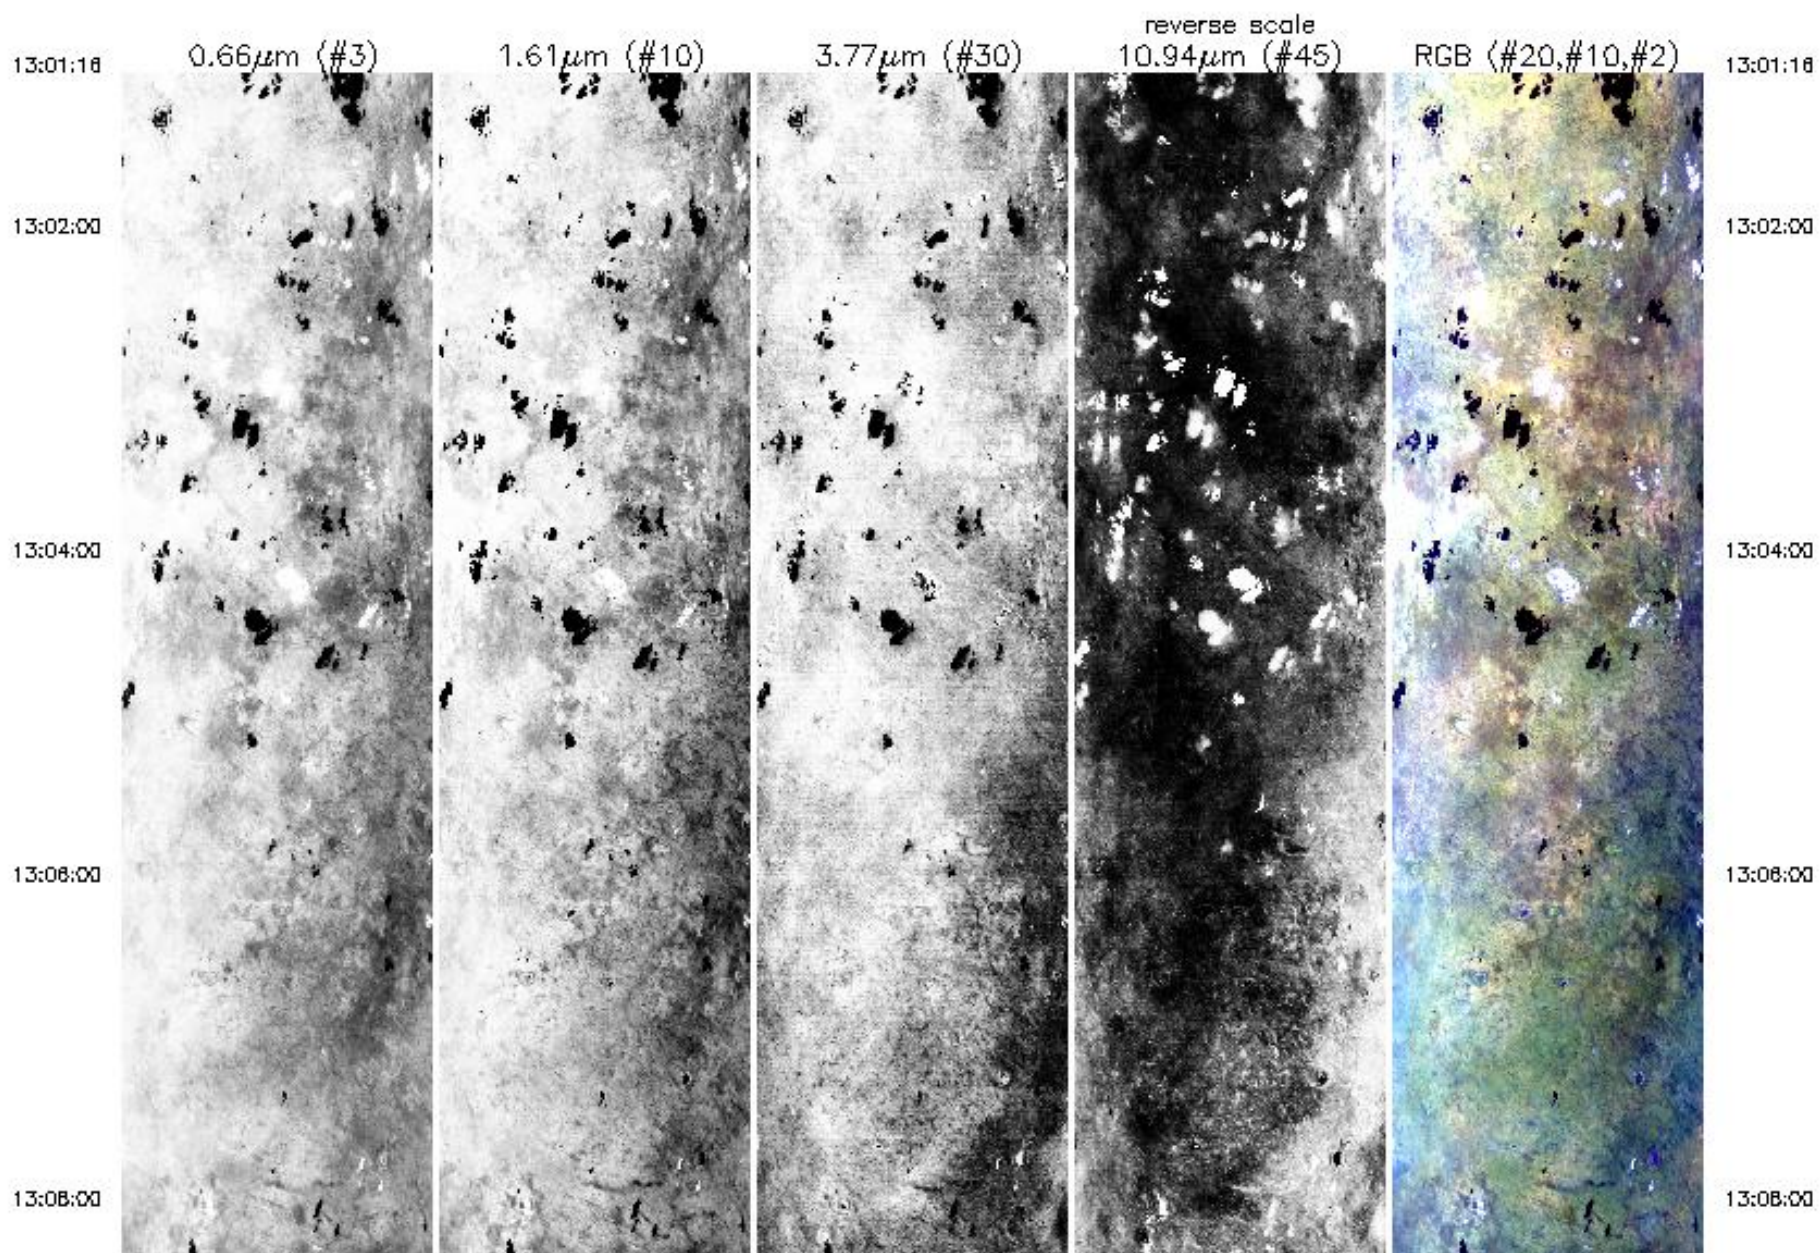 reverse scale
0.66μm (#3) 1.61μm (#10) 3.77μm (#30) 10.94μm (#45) RGB (#20,#10,#2)
13:01:16 13:01:16
13:02:00 13:02:00
13:04:00 13:04:00
13:06:00 13:06:00
13:08:00 13:08:00